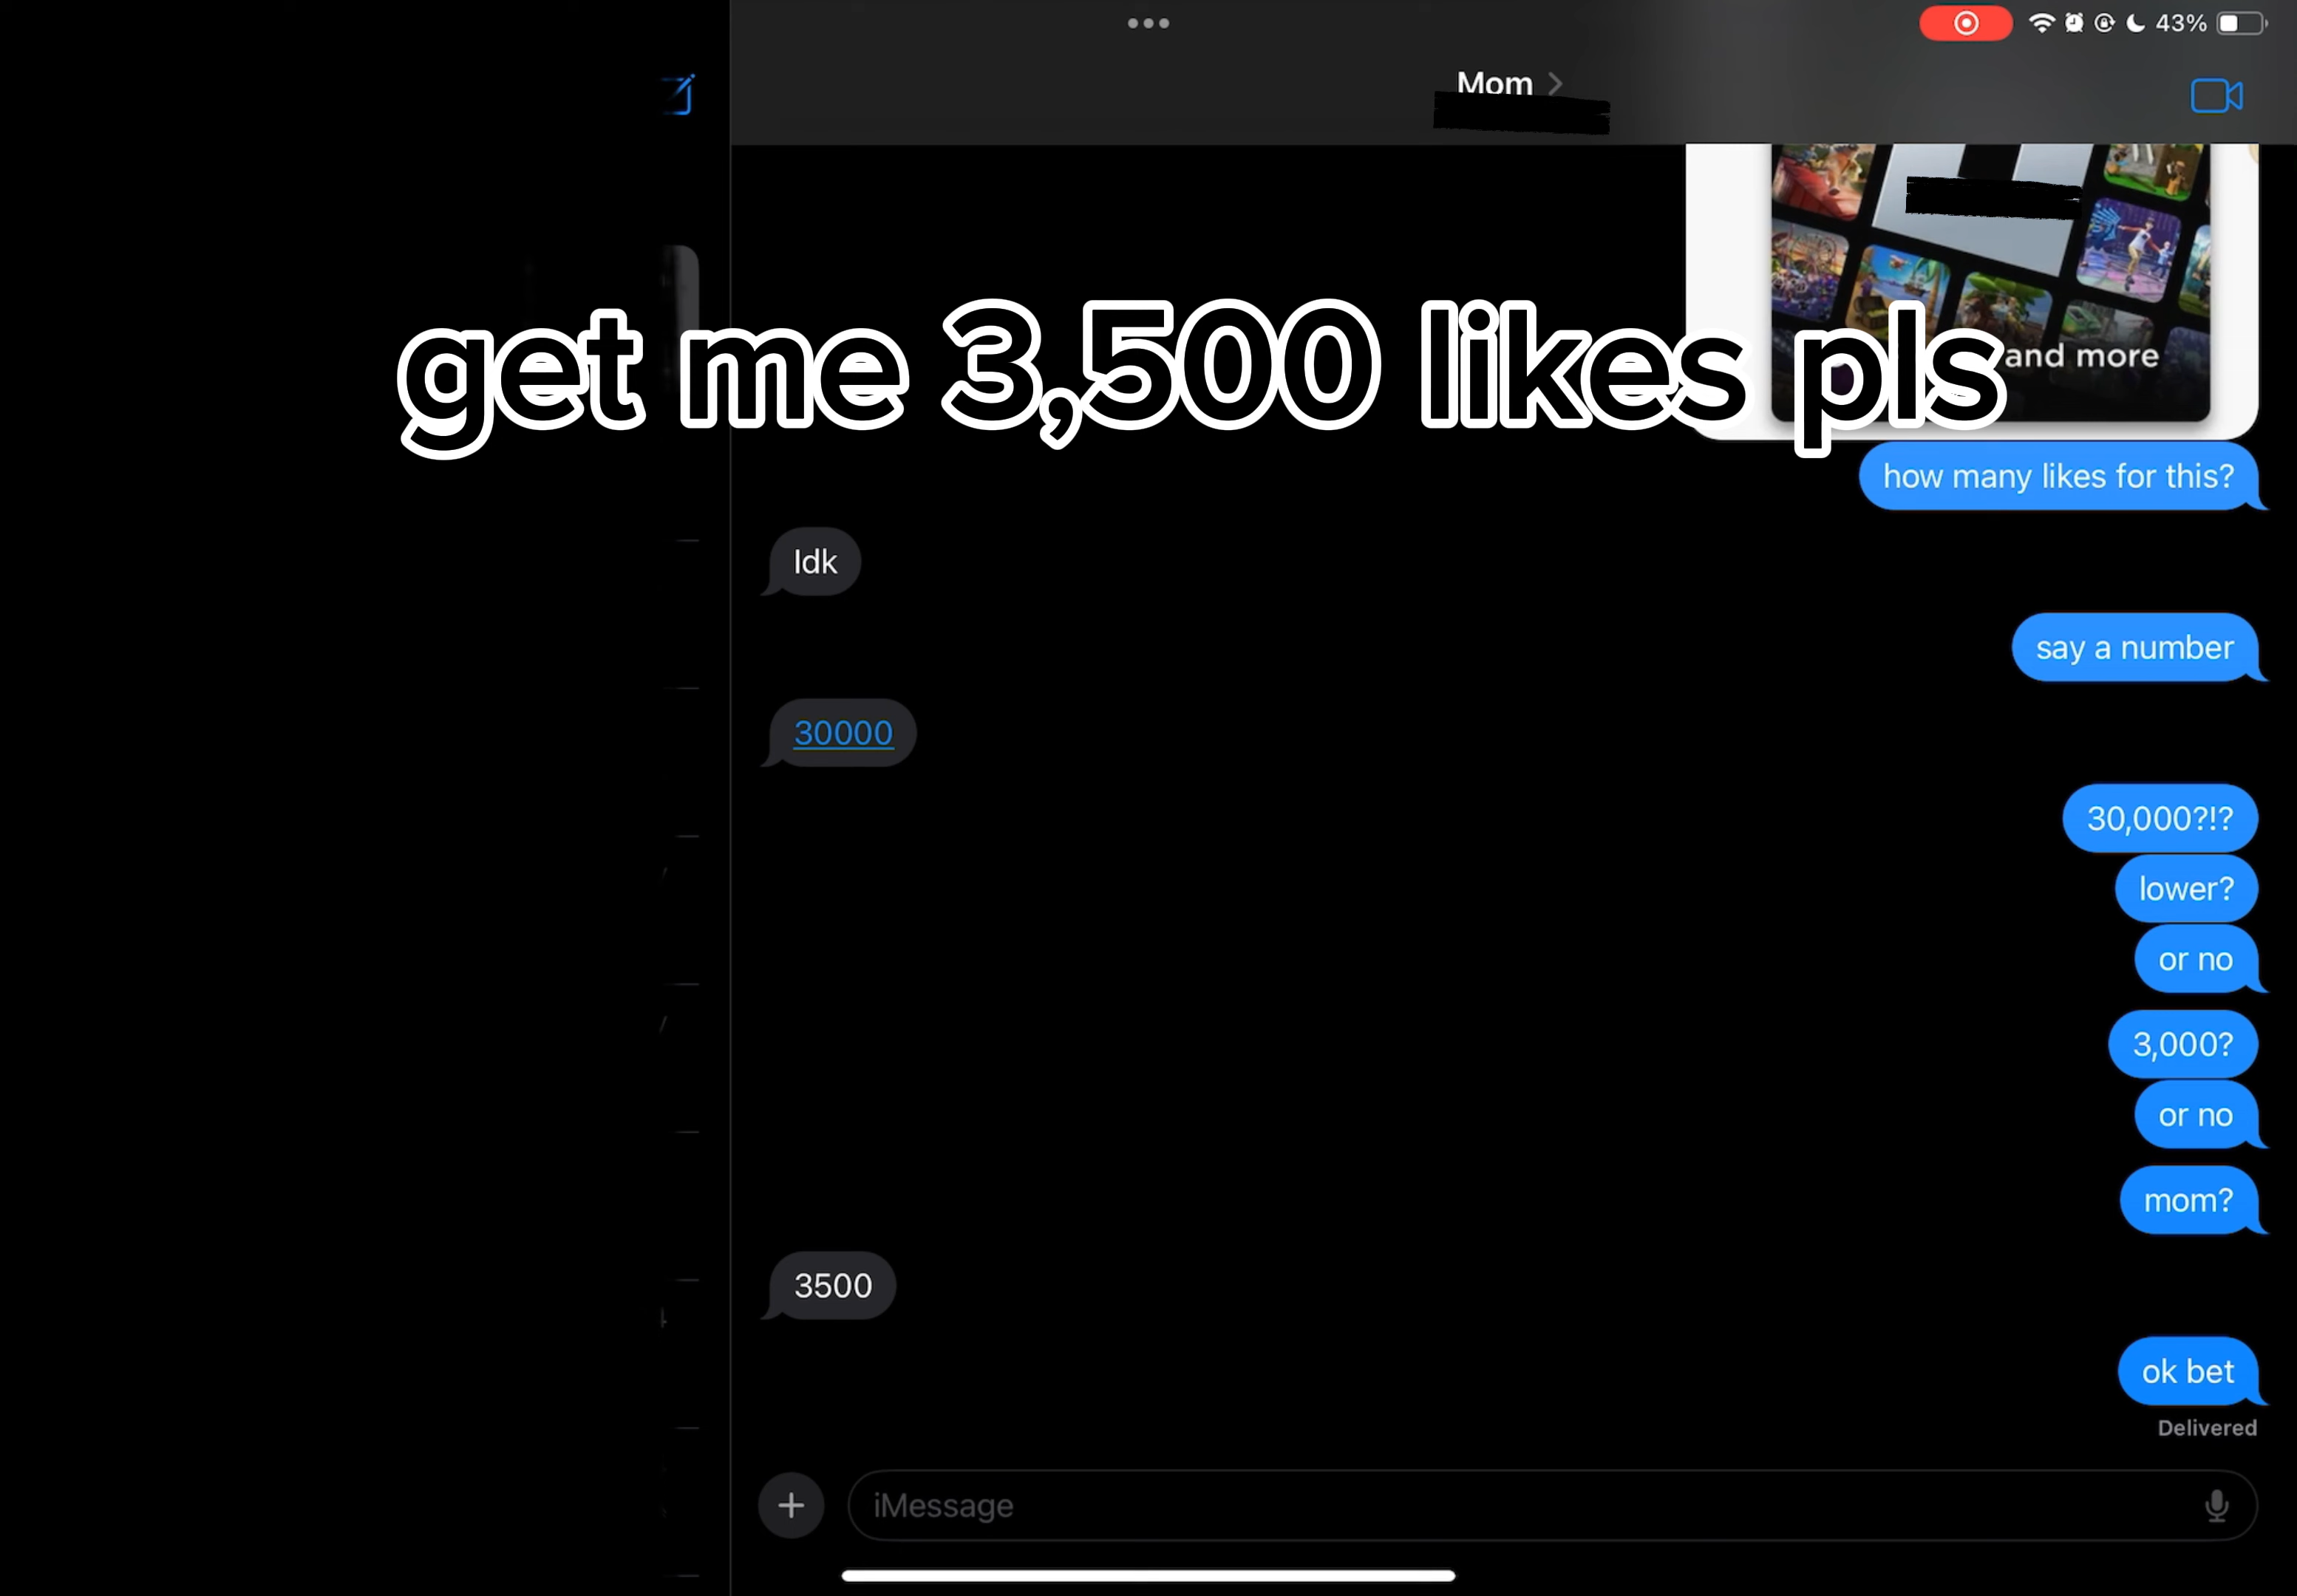 43%
Mom
and more
get me 3,500 likes pls
how many likes for this?
Idk
say a number
30000
30,000?!?
lower?
or no
3,000?
or no
mom?
3500
ok bet
Delivered
iMessage